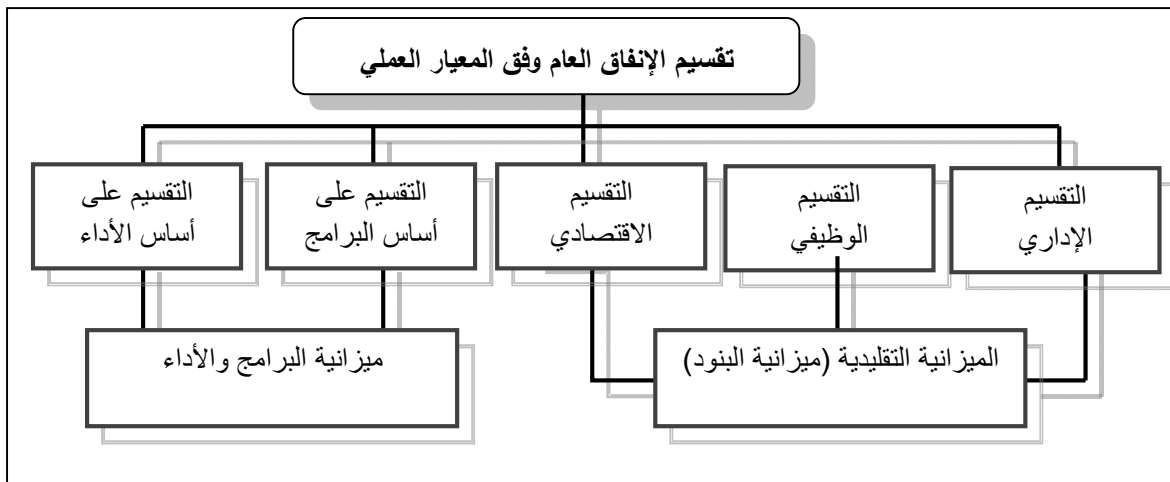 تقسيم الإنفاق العام وفق المعيار العملي
التقسيم
الإداري
التقسيم
الوظيفي
التقسيم
الاقتصادي
التقسيم على
أساس البرامج
التقسيم على
أساس الأداء
الميزانية التقليدية (ميزانية البنود)
ميزانية البرامج والأداء